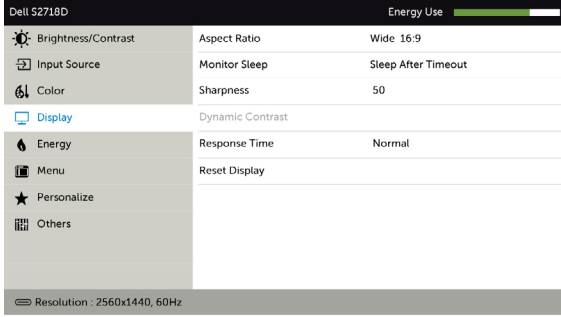 Dell S2718D Energy Use
Brightness/Contrast Aspect Ratio Wide 16:9
Input Source Monitor Sleep Sleep After Timeout
Color Sharpness 50
Display Dynamic Contrast
Energy Response Time Normal
Menu Reset Display
Personalize
Others
Resolution : 2560x1440, 60Hz